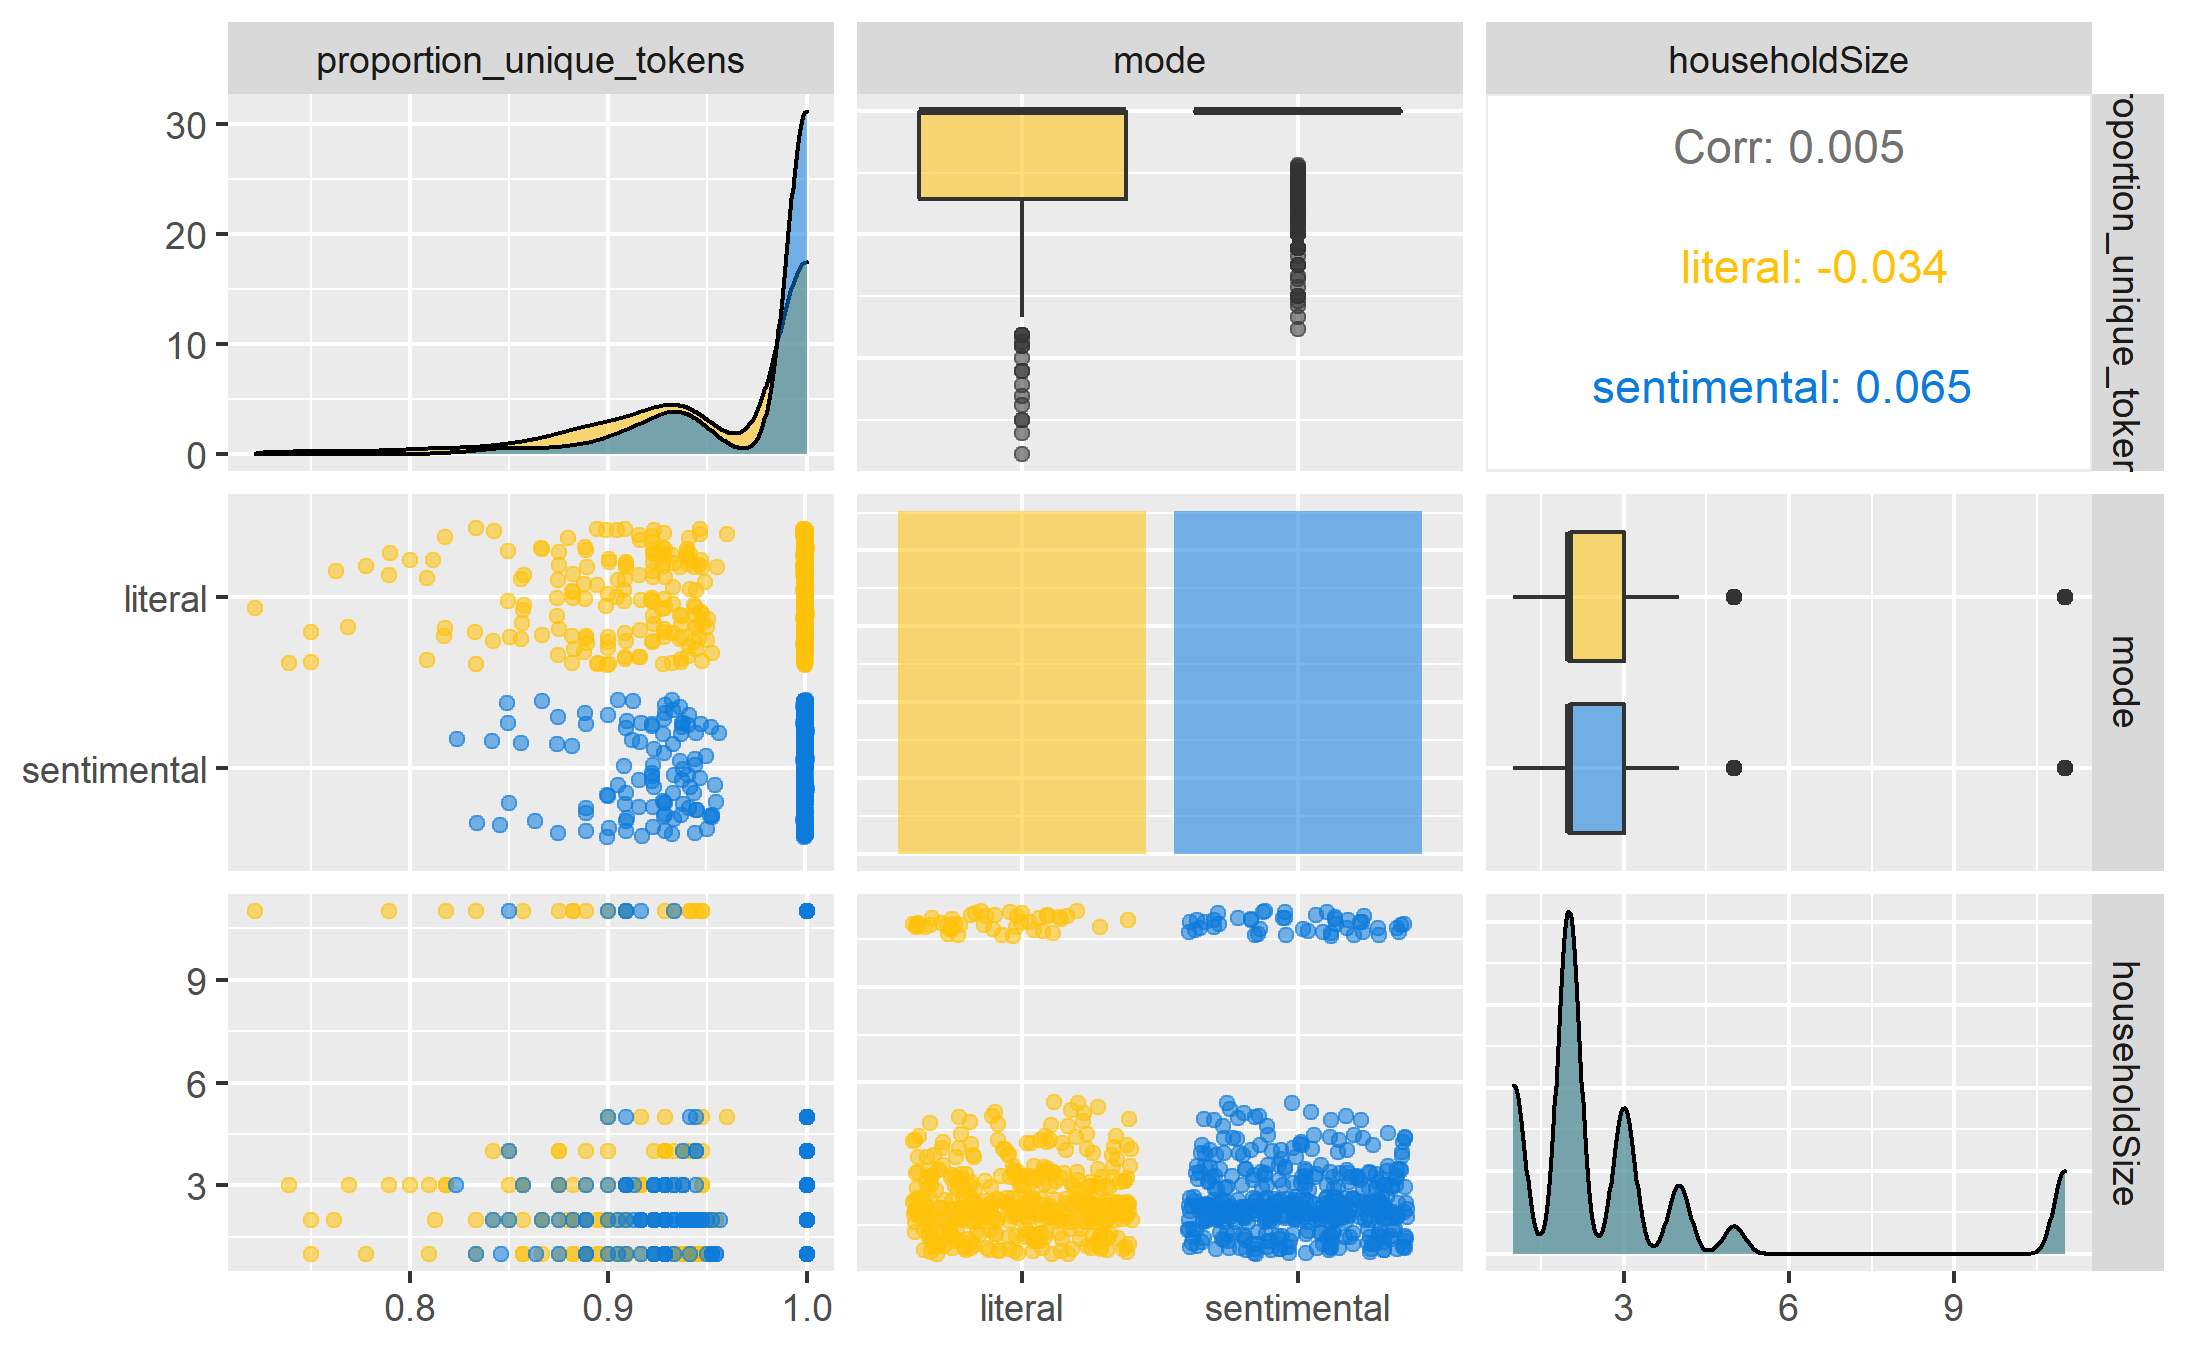 proportion_unique_tokens
mode
householdSize
30
20
10
0
Corr: 0.005
literal: -0.034
sentimental: 0.065
literal
sentimental
mode
9
6
3
householdSize
0.8
0.9
1.0
literal
sentimental
3
6
9